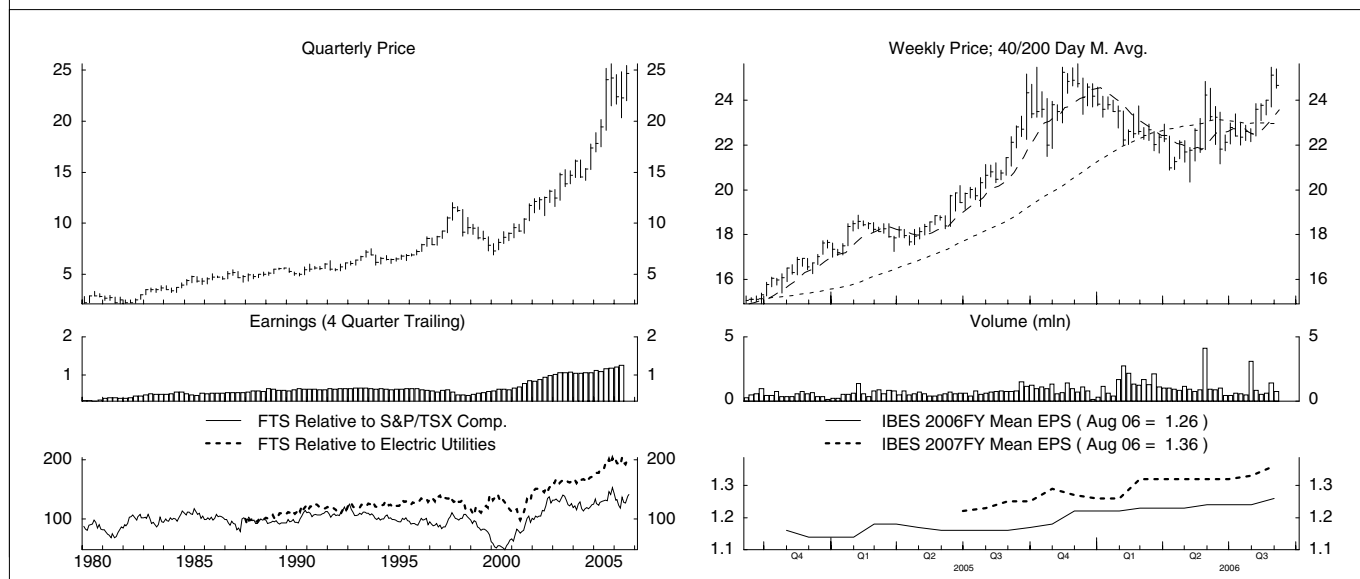 Quarterly Price
25
20
15
10
5
25
20
15
10
5
Earnings (4 Quarter Trailing)
2
1
2
1
FTS Relative to S&P/TSX Comp.
FTS Relative to Electric Utilities
200
100
200
100
1980
1985
1990
1995
2000
2005
Weekly Price; 40/200 Day M. Avg.
24
22
20
18
16
24
22
20
18
16
Volume (mln)
5
0
5
0
IBES 2006FY Mean EPS ( Aug 06 = 1.26 )
IBES 2007FY Mean EPS ( Aug 06 = 1.36 )
1.3
1.2
1.1
1.3
1.2
1.1
Q4
Q1
Q2
Q3
Q4
Q1
Q2
Q3
2005
2006